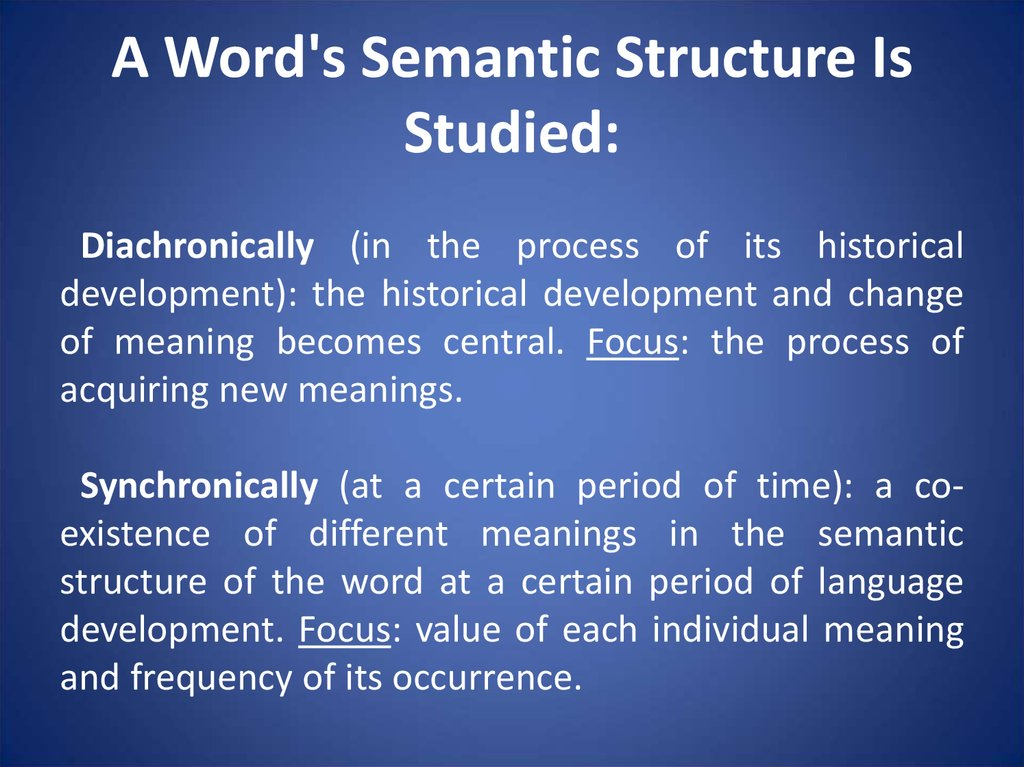 A Word's Semantic Structure Is
Studied:
Diachronically (in the process of its historical
development): the historical development and change
of meaning becomes central. Focus: the process of
acquiring new meanings.
Synchronically (at a certain period of time): a co-
existence of different meanings in the semantic
structure of the word at a certain period of language
development. Focus: value of each individual meaning
and frequency of its occurrence.